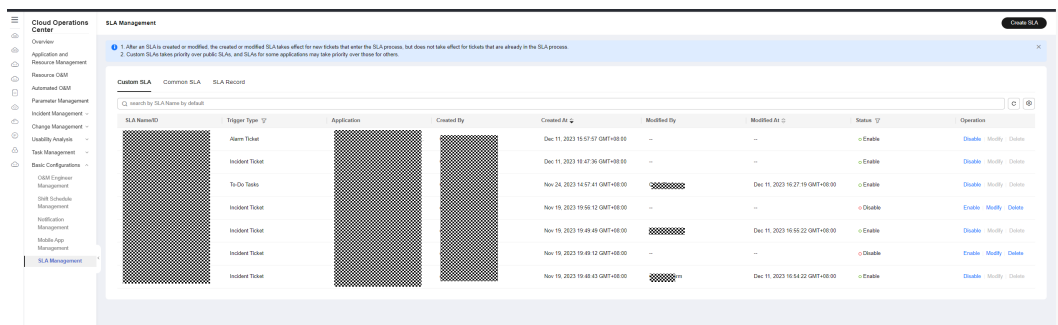 Cloud Operations
Center
SLA Management
Create SLA
Overview
Application and
Resource Management
Resource O&M
Automated O&M
Parameter Management
Incident Management
Change Management
Usability Analysis
Task Management
Basic Configurations
O&M Engineer
Management
Shift Schedule
Management
Notification
Management
Mobile App
Management
SLA Management
1. After an SLA is created or modified, the created or modified SLA takes effect for new tickets that enter the SLA process, but does not take effect for tickets that are already in the SLA process.
2. Custom SLAs takes priority over public SLAs, and SLAs for some applications may take priority over those for others.
Custom SLA Common SLA SLA Record
search by SLA Name by default
SLA Name/ID Trigger Type Application Created By Created At Modified By Modified At Status Operation
Alarm Ticket Dec 11, 2023 15:57:57 GMT+08:00 -- -- Enable Disable Modify Delete
Incident Ticket Dec 11, 2023 10:47:36 GMT+08:00 -- -- Enable Disable Modify Delete
To-Do Tasks Nov 24, 2023 14:57:41 GMT+08:00 Dec 11, 2023 16:27:19 GMT+08:00 Enable Disable Modify Delete
Incident Ticket Nov 19, 2023 19:56:12 GMT+08:00 -- -- Disable Enable Modify Delete
Incident Ticket Nov 19, 2023 19:49:49 GMT+08:00 Dec 11, 2023 16:55:22 GMT+08:00 Enable Disable Modify Delete
Incident Ticket Nov 19, 2023 19:49:12 GMT+08:00 -- -- Disable Enable Modify Delete
Incident Ticket Nov 19, 2023 19:48:43 GMT+08:00 Dec 11, 2023 16:54:22 GMT+08:00 Enable Disable Modify Delete